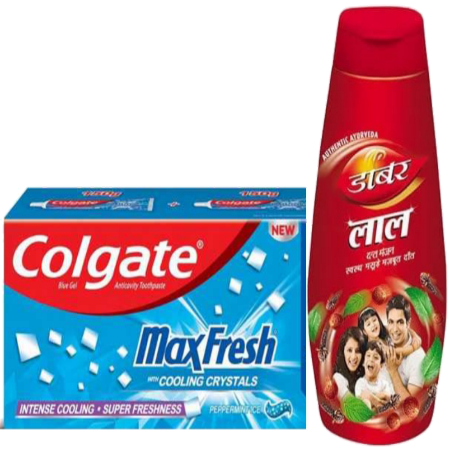 150g
Colgate®
NEW
Blue Gel Anticavity Toothpaste
MaxFresh
WITH COOLING CRYSTALS
INTENSE COOLING • SUPER FRESHNESS
PEPPERMINT ICE
AUTHENTIC AYURVEDA
डाबर
लाल
दन्त मंजन
स्वस्थ मसूड़े मजबूत दाँत